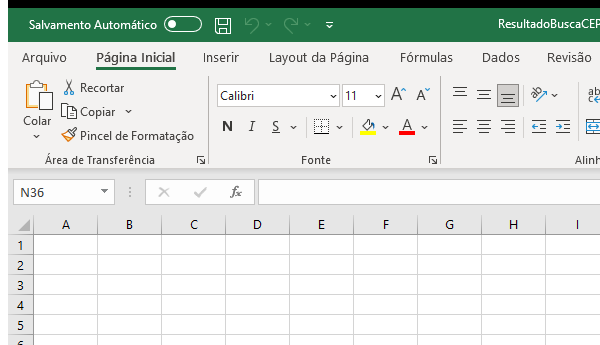 Salvamento Automático ResultadoBuscaCEP
Arquivo Página Inicial Inserir Layout da Página Fórmulas Dados Revisão
Colar Recortar
Copiar
Pincel de Formatação
Calibri 11 A A
N I S A ab
Área de Transferência Fonte Alinh
N36 fx
A B C D E F G H I
1
2
3
4
5